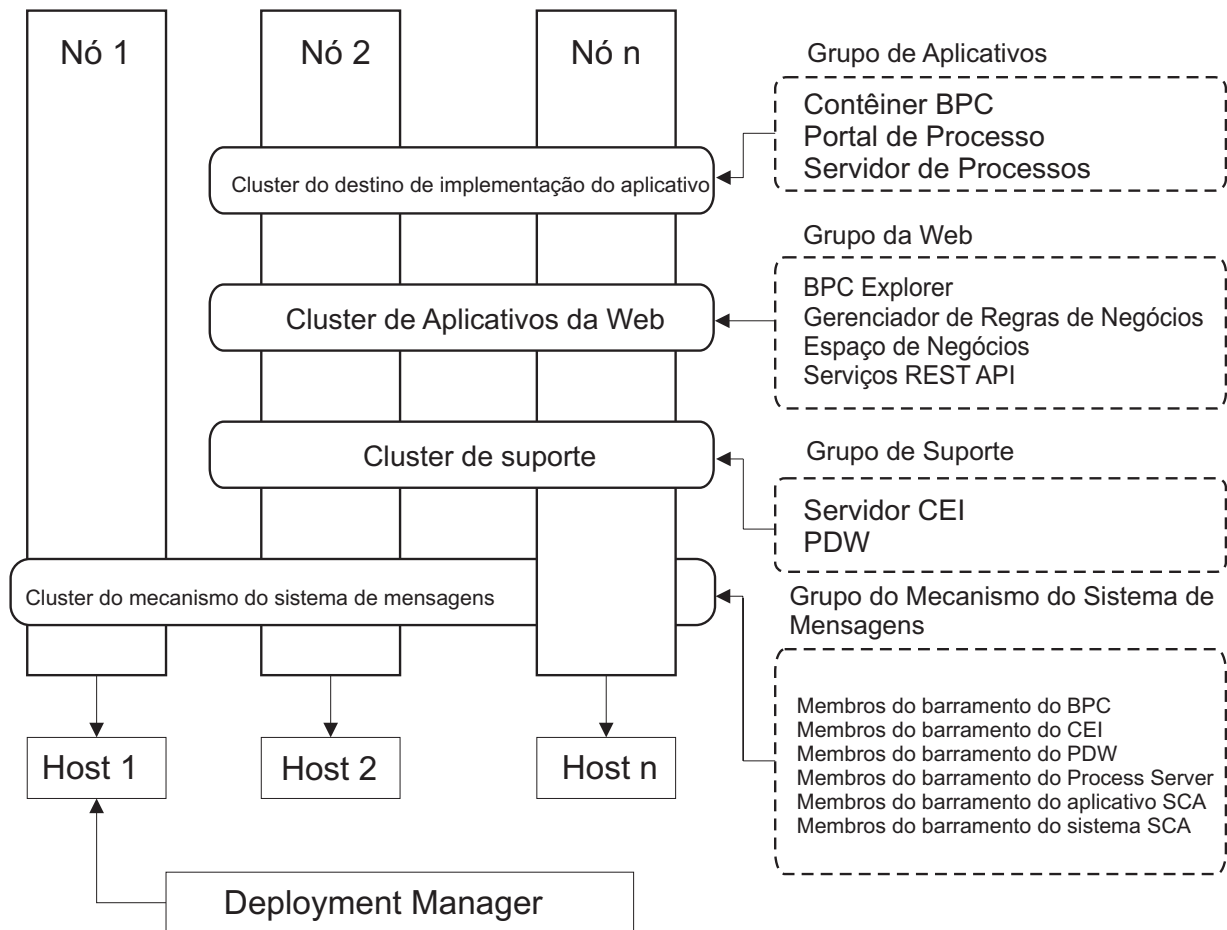 Nó 1
Nó 2
Nó n
Grupo de Aplicativos
Contêiner BPC
Portal de Processo
Servidor de Processos
Cluster do destino de implementação do aplicativo
Grupo da Web
BPC Explorer
Gerenciador de Regras de Negócios
Espaço de Negócios
Serviços REST API
Cluster de Aplicativos da Web
Grupo de Suporte
Servidor CEI
PDW
Cluster de suporte
Grupo do Mecanismo do Sistema de
Mensagens
Cluster do mecanismo do sistema de mensagens
Membros do barramento do BPC
Membros do barramento do CEI
Membros do barramento do PDW
Membros do barramento do Process Server
Membros do barramento do aplicativo SCA
Membros do barramento do sistema SCA
Host 1
Host 2
Host n
Deployment Manager